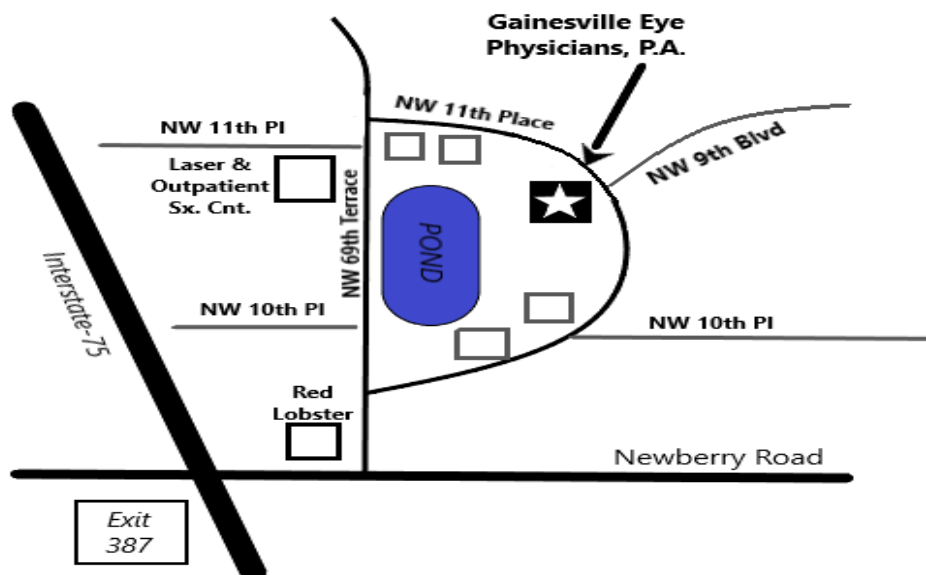 Gainesville Eye
Physicians, P.A.
NW 11th Place
NW 9th Blvd
NW 11th Pl
Laser &
Outpatient
Sx. Cnt.
NW 69th Terrace
POND
Interstate-75
NW 10th Pl
NW 10th Pl
Red
Lobster
Newberry Road
Exit
387